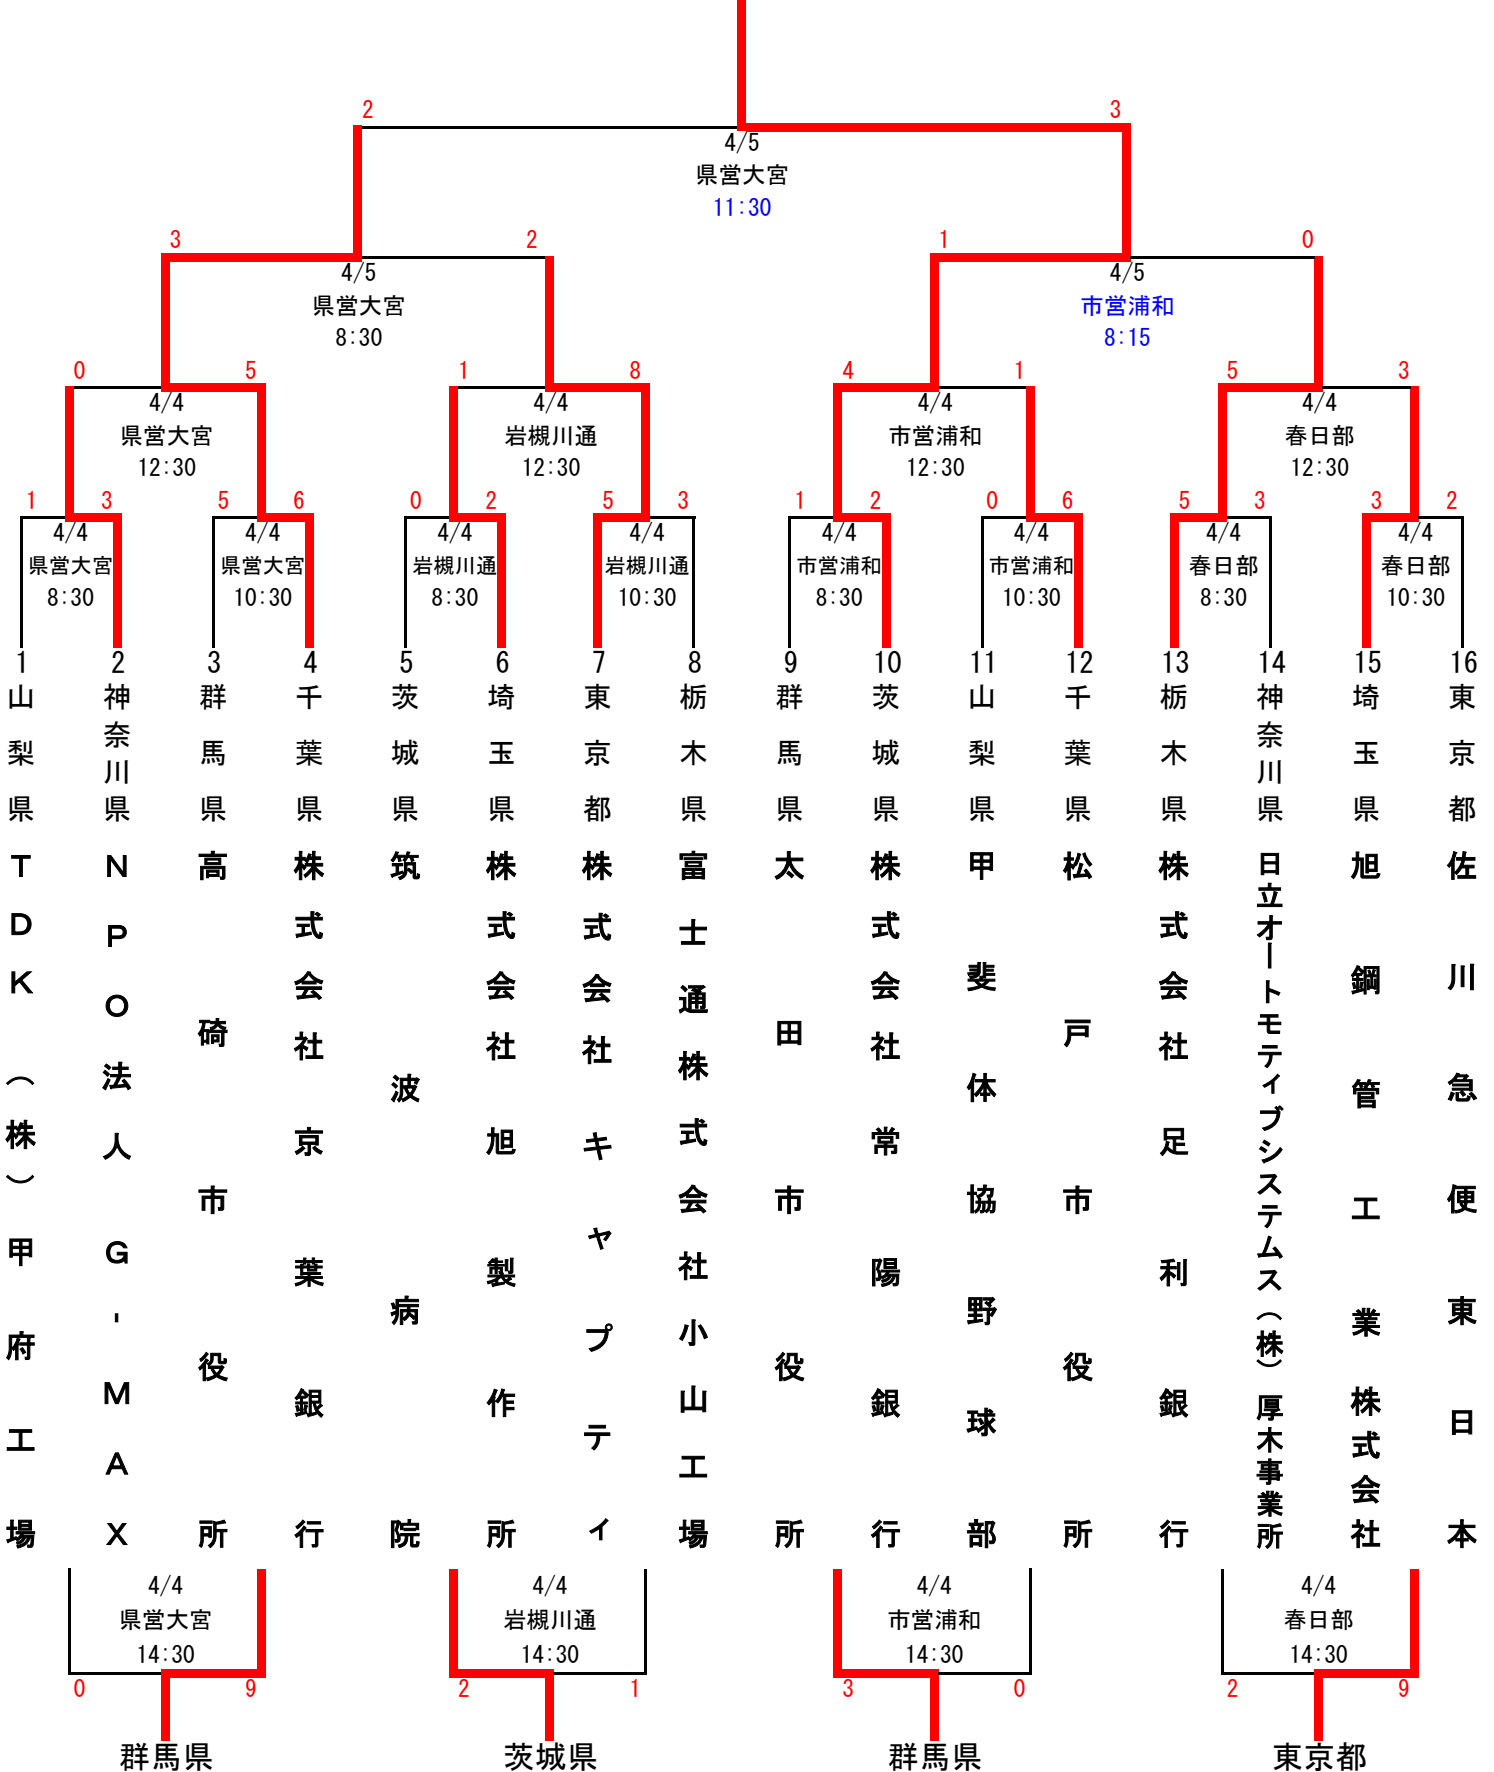 2 3
4/5
県営大宮
11:30
3 2 1 0
4/5 4/5
県営大宮 市営浦和
8:30 8:15
0 5 1 8 4 1 5 3
4/4 4/4 4/4 4/4
県営大宮 岩槻川通 市営浦和 春日部
12:30 12:30 12:30 12:30
1 3 5 6 0 2 5 3 1 2 0 6 5 3 3 2
4/4 4/4 4/4 4/4 4/4 4/4 4/4 4/4
県営大宮 県営大宮 岩槻川通 岩槻川通 市営浦和 市営浦和 春日部 春日部
8:30 10:30 8:30 10:30 8:30 10:30 8:30 10:30
1 2 3 4 5 6 7 8 9 10 11 12 13 14 15 16
山梨県 神奈川県 群馬県 千葉県 茨城県 埼玉県 東京都 栃木県 群馬県 茨城県 山梨県 千葉県 栃木県 神奈川県 埼玉県 東京都
TDK(株)甲府工場
NPO法人G-MAX
高碕市役所
株式会社京葉銀行
筑波病院
株式会社旭製作所
株式会社キャプティ
富士通株式会社小山工場
太田市役所
株式会社常陽銀行
甲斐体協野球部
松戸市役所
株式会社足利銀行
日立オートモティブシステムス(株)厚木事業所
旭鋼管工業株式会社
佐川急便東日本
4/4 4/4 4/4 4/4
県営大宮 岩槻川通 市営浦和 春日部
14:30 14:30 14:30 14:30
0 9 2 1 3 0 2 9
群馬県 茨城県 群馬県 東京都